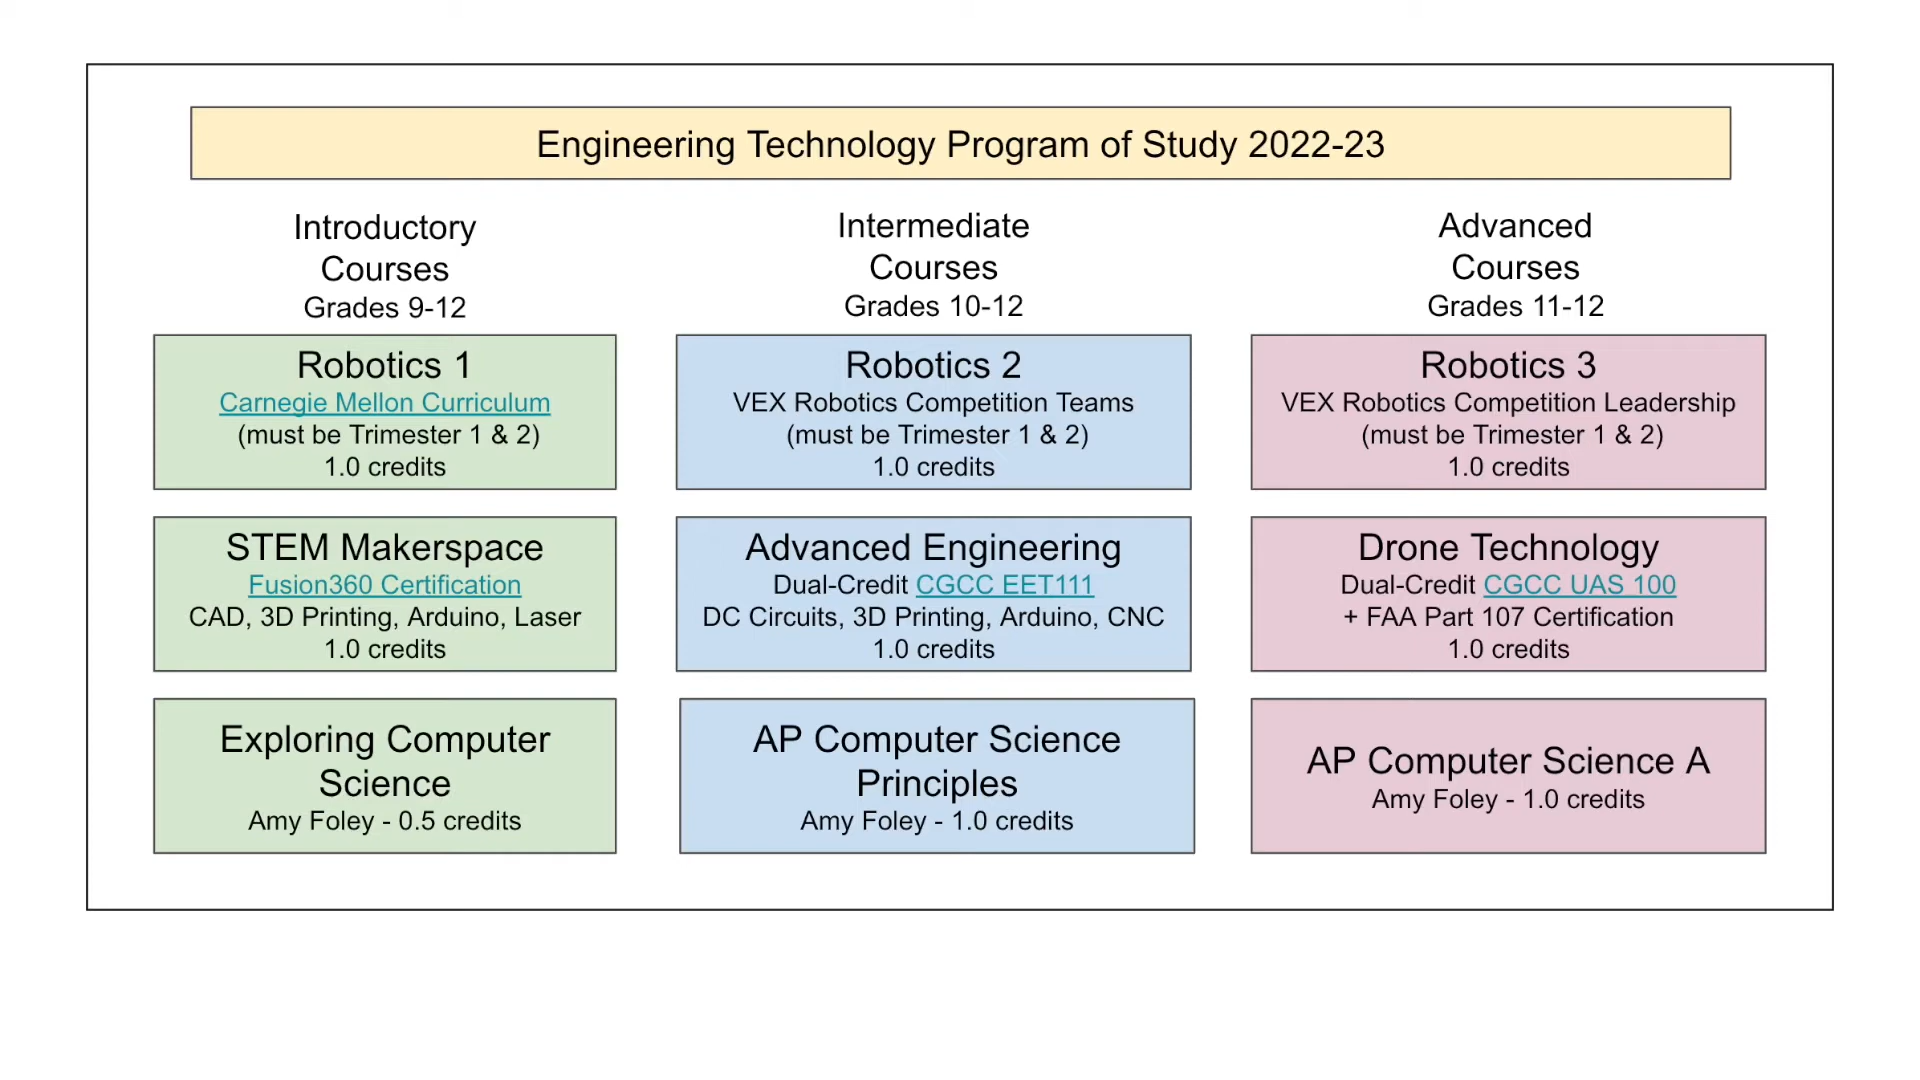 Engineering Technology Program of Study 2022-23
Introductory
Courses
Grades 9-12
Robotics 1
Carnegie Mellon Curriculum
(must be Trimester 1 & 2)
1.0 credits
STEM Makerspace
Fusion360 Certification
CAD, 3D Printing, Arduino, Laser
1.0 credits
Exploring Computer
Science
Amy Foley - 0.5 credits
Intermediate
Courses
Grades 10-12
Robotics 2
VEX Robotics Competition Teams
(must be Trimester 1 & 2)
1.0 credits
Advanced Engineering
Dual-Credit CGCC EET111
DC Circuits, 3D Printing, Arduino, CNC
1.0 credits
AP Computer Science
Principles
Amy Foley - 1.0 credits
Advanced
Courses
Grades 11-12
Robotics 3
VEX Robotics Competition Leadership
(must be Trimester 1 & 2)
1.0 credits
Drone Technology
Dual-Credit CGCC UAS 100
+ FAA Part 107 Certification
1.0 credits
AP Computer Science A
Amy Foley - 1.0 credits